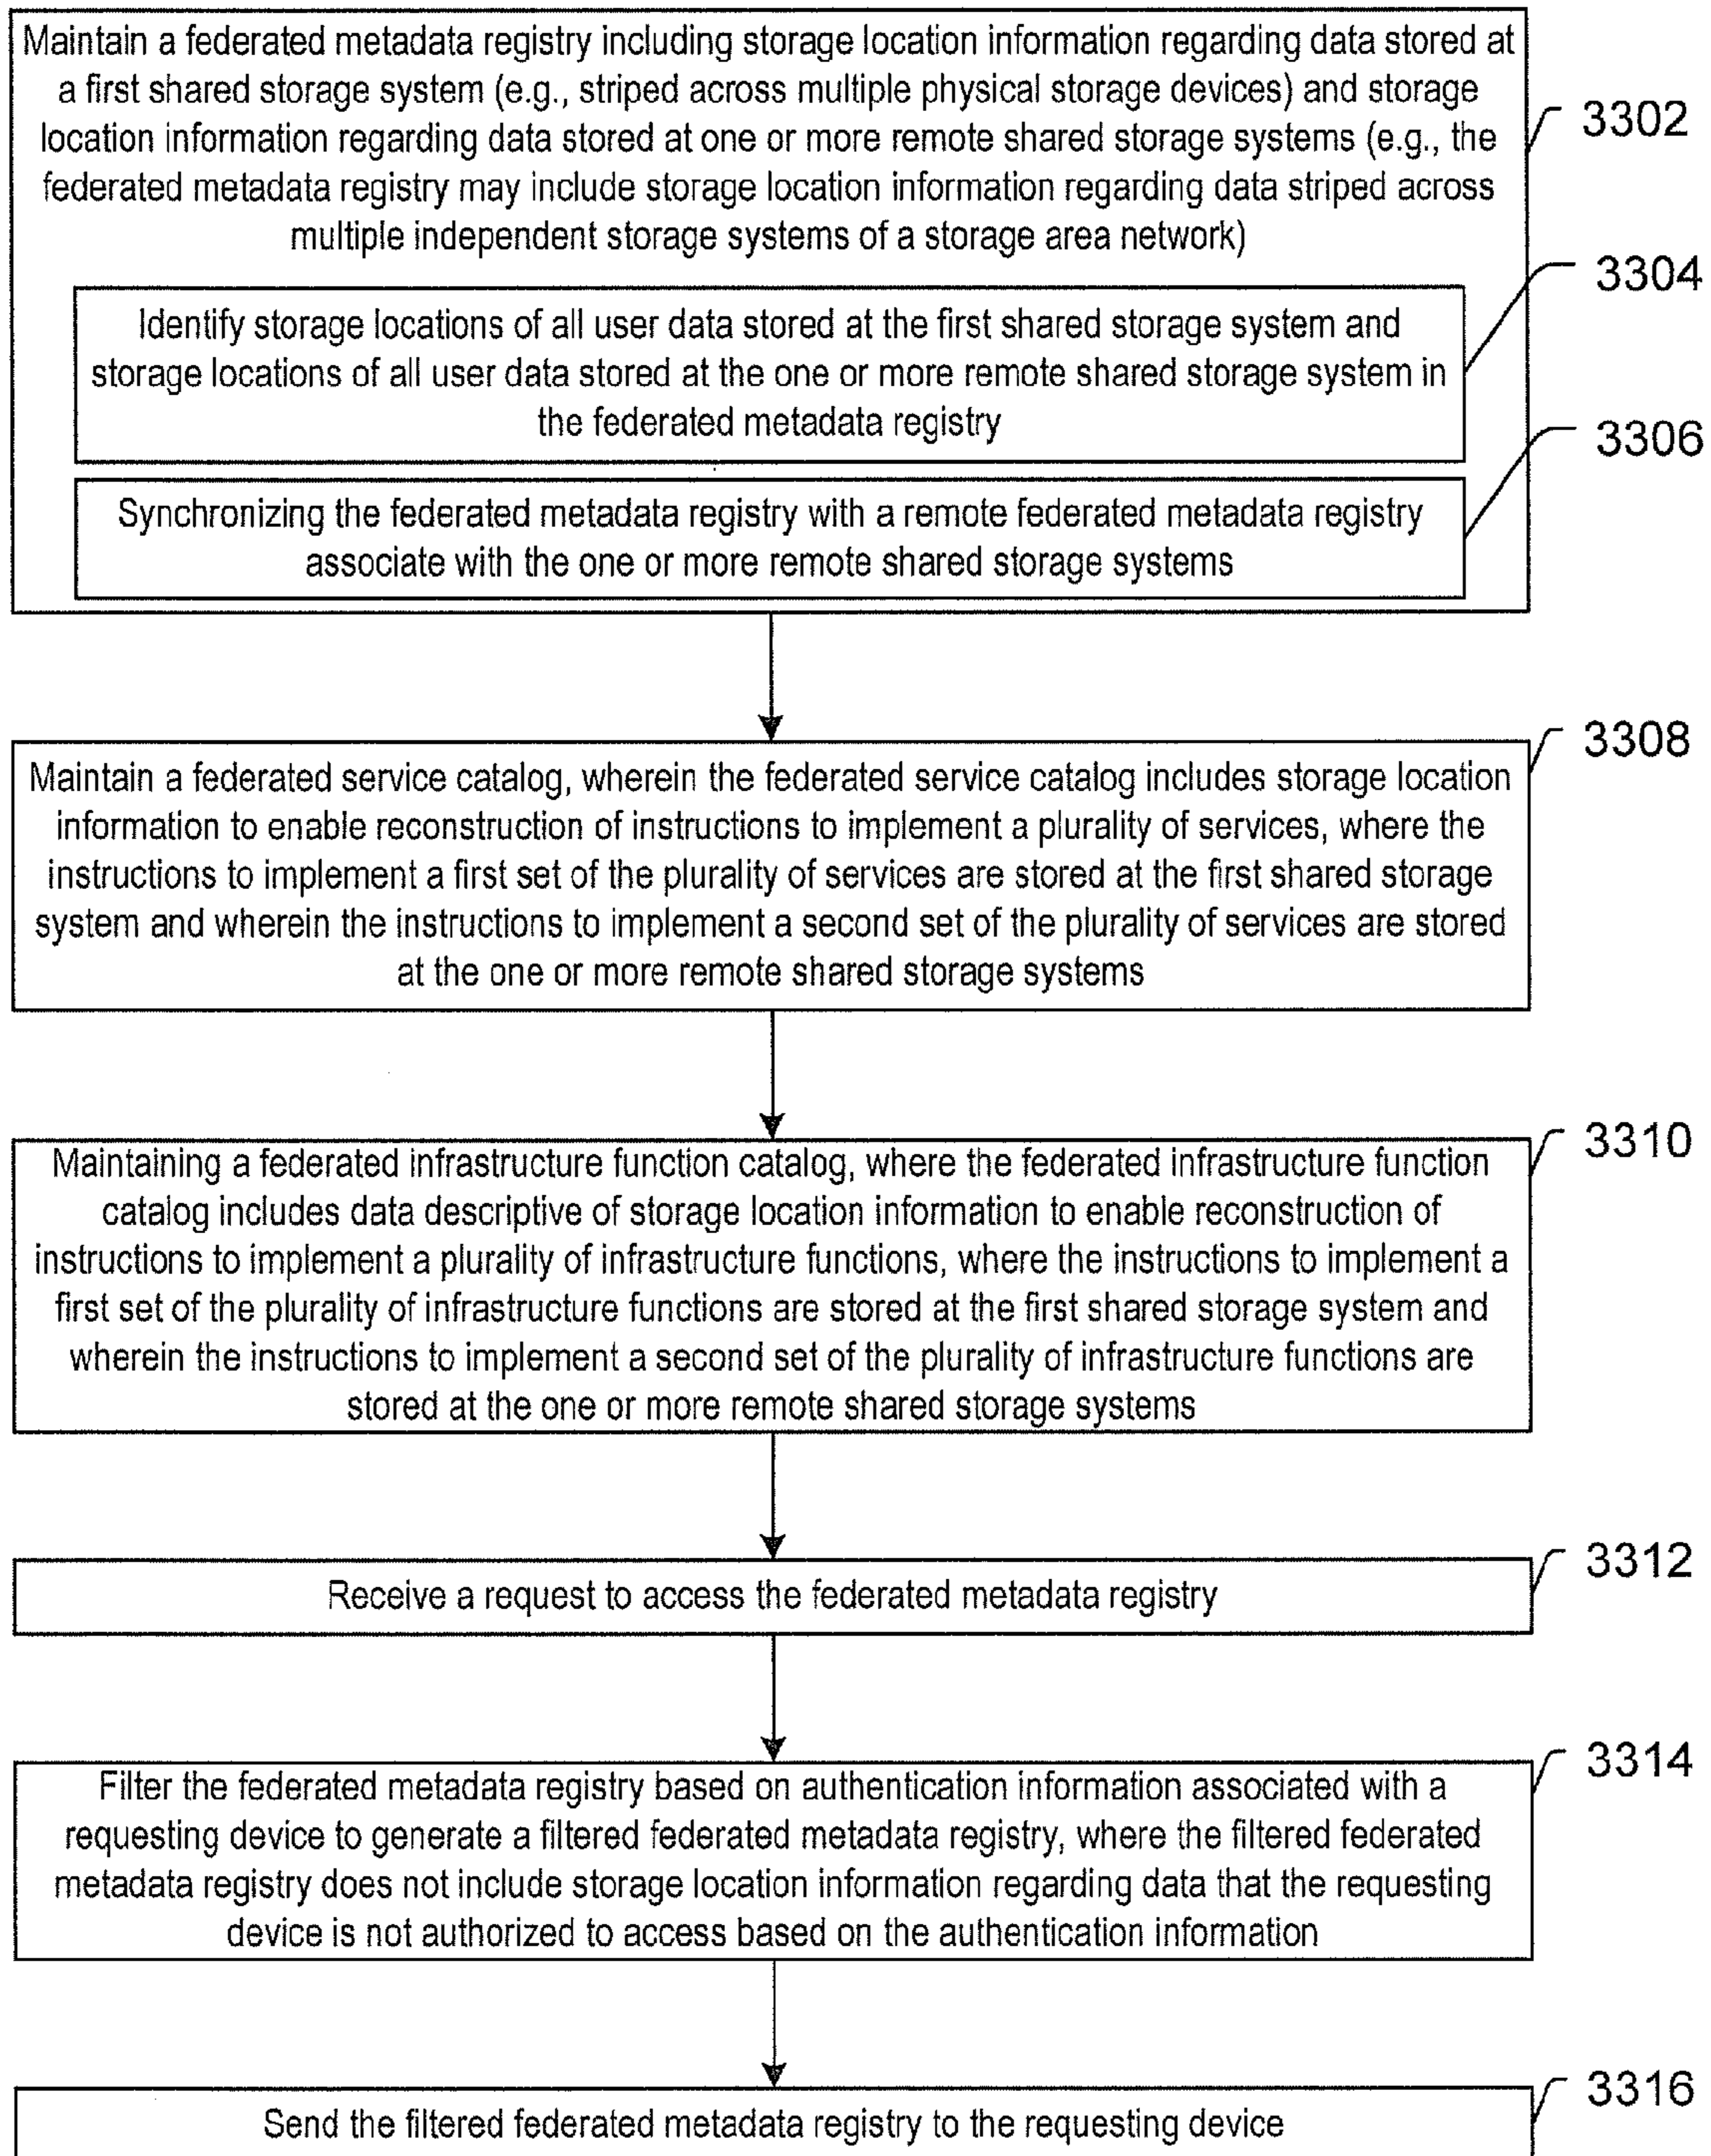 Maintain a federated metadata registry including storage location information regarding data stored at
a first shared storage system (e.g., striped across multiple physical storage devices) and storage
location information regarding data stored at one or more remote shared storage systems (e.g., the
federated metadata registry may include storage location information regarding data striped across
multiple independent storage systems of a storage area network)
3302
Identify storage locations of all user data stored at the first shared storage system and
storage locations of all user data stored at the one or more remote shared storage system in
the federated metadata registry
3304
Synchronizing the federated metadata registry with a remote federated metadata registry
associate with the one or more remote shared storage systems
3306
Maintain a federated service catalog, wherein the federated service catalog includes storage location
information to enable reconstruction of instructions to implement a plurality of services, where the
instructions to implement a first set of the plurality of services are stored at the first shared storage
system and wherein the instructions to implement a second set of the plurality of services are stored
at the one or more remote shared storage systems
3308
Maintaining a federated infrastructure function catalog, where the federated infrastructure function
catalog includes data descriptive of storage location information to enable reconstruction of
instructions to implement a plurality of infrastructure functions, where the instructions to implement a
first set of the plurality of infrastructure functions are stored at the first shared storage system and
wherein the instructions to implement a second set of the plurality of infrastructure functions are
stored at the one or more remote shared storage systems
3310
Receive a request to access the federated metadata registry
3312
Filter the federated metadata registry based on authentication information associated with a
requesting device to generate a filtered federated metadata registry, where the filtered federated
metadata registry does not include storage location information regarding data that the requesting
device is not authorized to access based on the authentication information
3314
Send the filtered federated metadata registry to the requesting device
3316